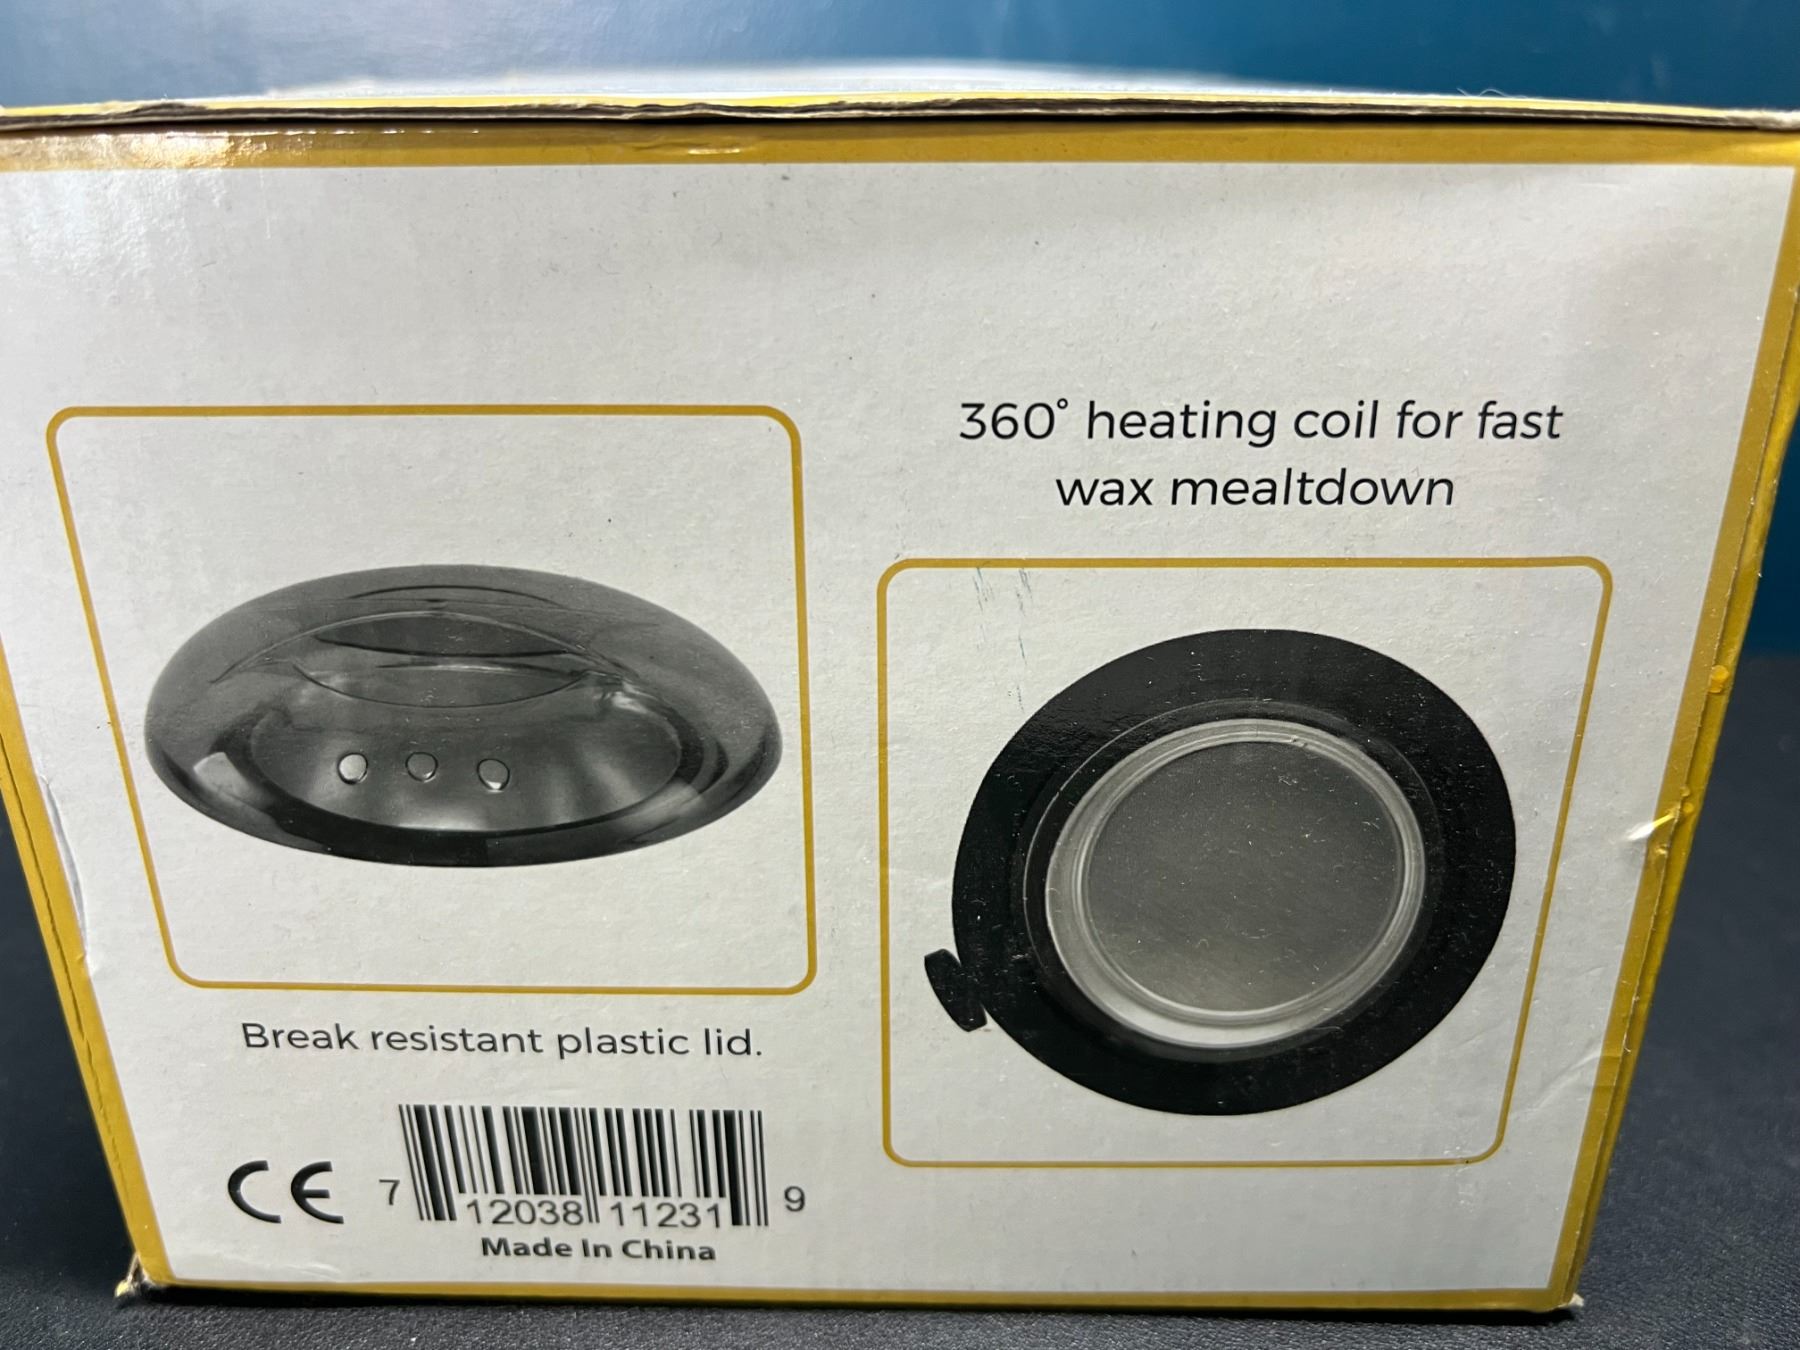 360° heating coil for fast
wax mealtdown
Break resistant plastic lid.
CE
7 12038 11231 9
Made In China